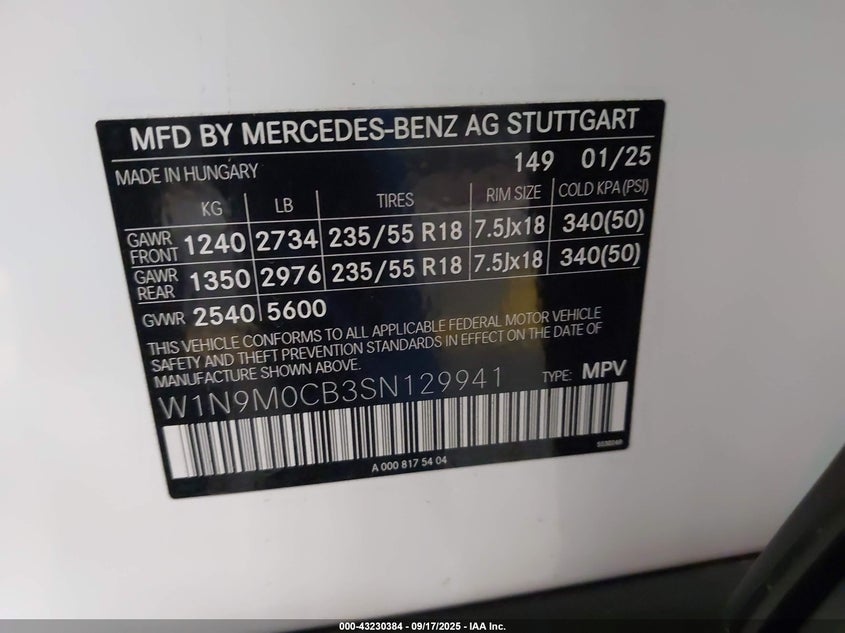 MFD BY MERCEDES-BENZ AG STUTTGART
MADE IN HUNGARY 149 01/25
KG LB TIRES RIM SIZE COLD KPA (PSI)
GAWR FRONT 1240 2734 235/55 R18 7.5Jx18 340(50)
GAWR REAR 1350 2976 235/55 R18 7.5Jx18 340(50)
GVWR 2540 5600
THIS VEHICLE CONFORMS TO ALL APPLICABLE FEDERAL MOTOR VEHICLE
SAFETY AND THEFT PREVENTION STANDARDS IN EFFECT ON THE DATE OF
MANUFACTURE SHOWN ABOVE.
W1N9M0CB3SN129941 TYPE: MPV
A 000 817 54 04
000-43230384 - 09/17/2025 - IAA Inc.